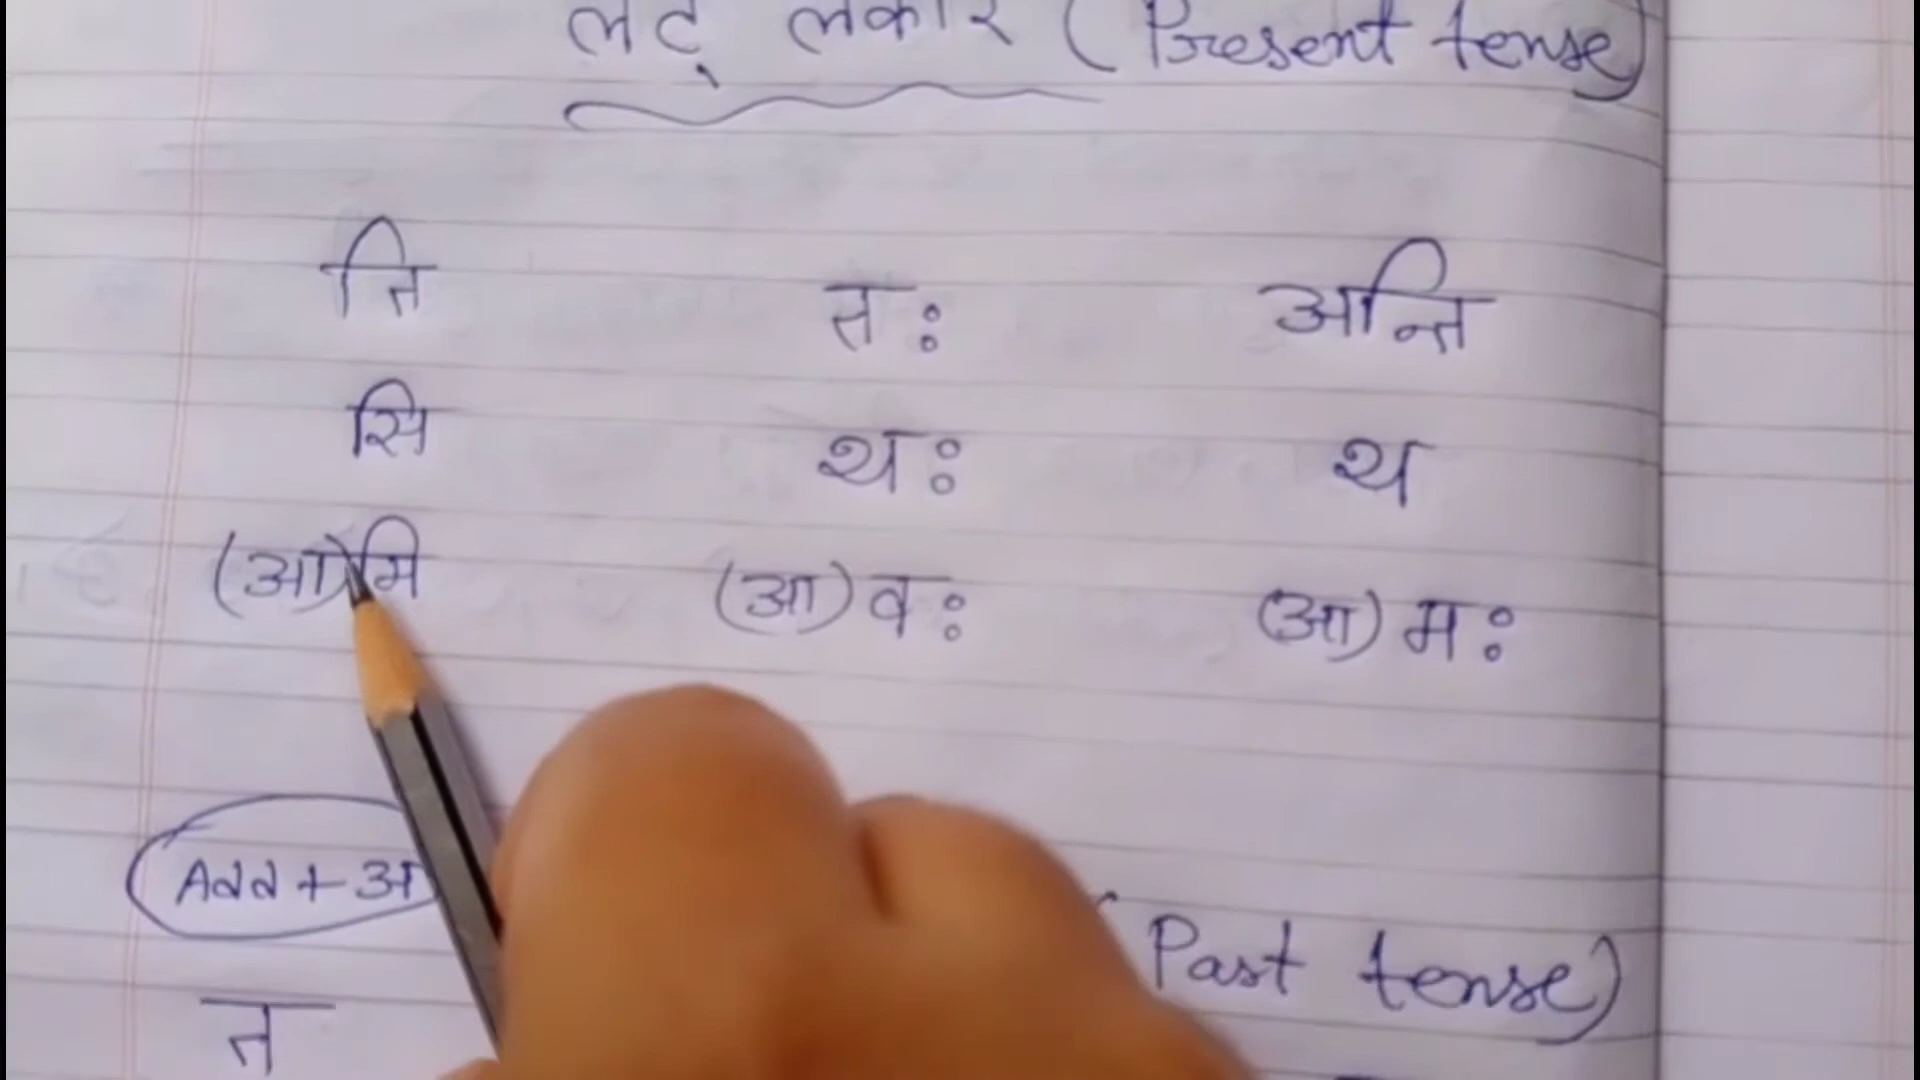 लट् लकार (Present tense)
ति तः अन्ति
सि थः थ
(आ)मि (आ)वः (आ)मः
Add + अ
(Past tense)
त